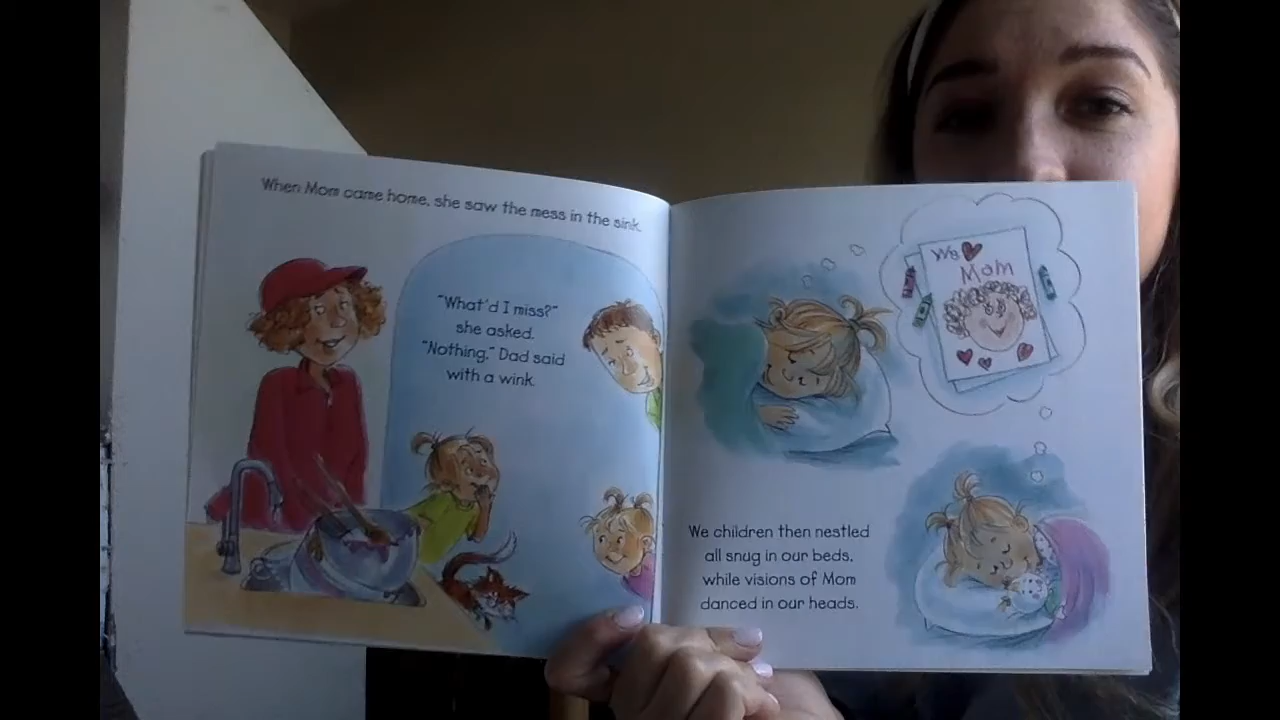 When Mom came home, she saw the mess in the sink.
"What'd I miss?"
she asked.
"Nothing," Dad said
with a wink.
We ♥
Mom
We children then nestled
all snug in our beds,
while visions of Mom
danced in our heads.